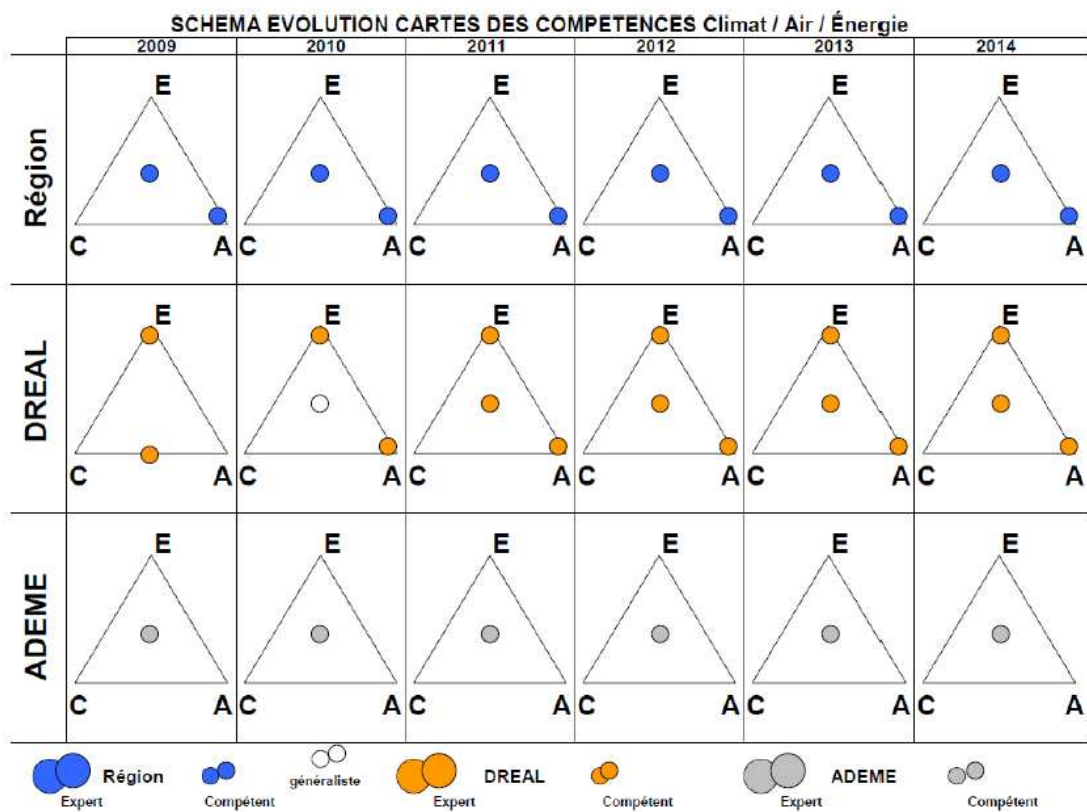 SCHEMA EVOLUTION CARTES DES COMPETENCES Climat / Air / Énergie
2009 2010 2011 2012 2013 2014
Région
E E E E E E
C A C A C A C A C A C A
DREAL
E E E E E E
C A C A C A C A C A C A
ADEME
E E E E E E
C A C A C A C A C A C A
Région généraliste DREAL ADEME
Expert Compétent Expert Compétent Expert Compétent